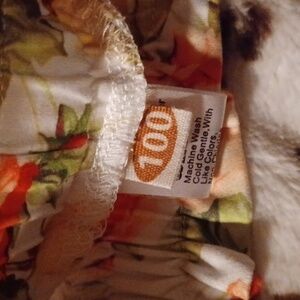 100
Machine Wash
Cold Gentle, With
Like Colors,